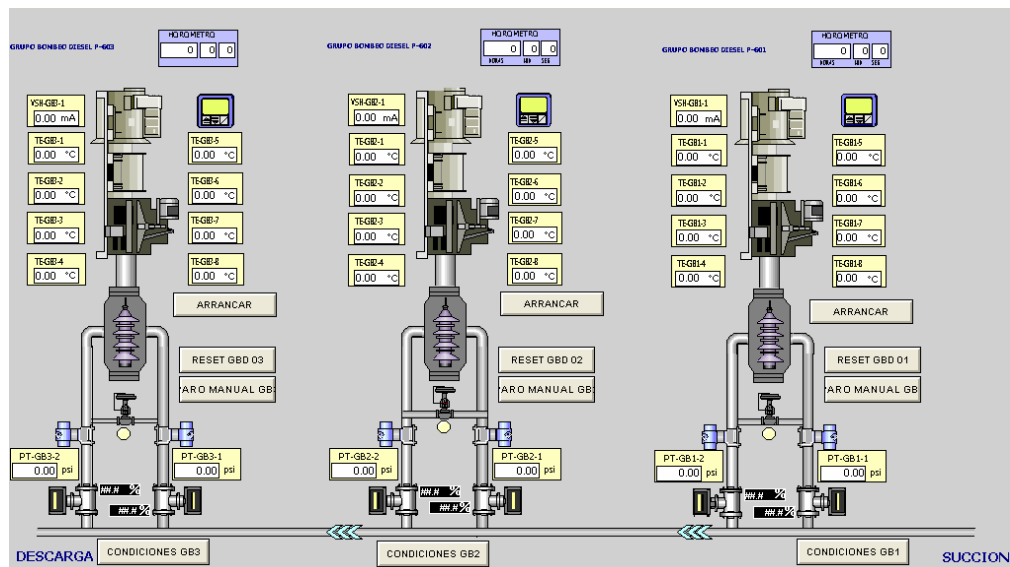 GRUPO BOMBEO DIESEL P-603
HOROMETRO
0 0 0
GRUPO BOMBEO DIESEL P-602
HOROMETRO
0 0 0
HORAS MIN SEG
GRUPO BOMBEO DIESEL P-601
HOROMETRO
0 0 0
HORAS MIN SEG
VSH-GB3-1
0.00 mA
TE-GB3-1
0.00 °C
TE-GB3-2
0.00 °C
TE-GB3-3
0.00 °C
TE-GB3-4
0.00 °C
TE-GB3-5
0.00 °C
TE-GB3-6
0.00 °C
TE-GB3-7
0.00 °C
TE-GB3-8
0.00 °C
ARRANCAR
RESET GBD 03
ARO MANUAL GB
PT-GB3-2
0.00 psi
PT-GB3-1
0.00 psi
##.# %
##.# %
CONDICIONES GB3
VSH-GB2-1
0.00 mA
TE-GB2-1
0.00 °C
TE-GB2-2
0.00 °C
TE-GB2-3
0.00 °C
TE-GB2-4
0.00 °C
TE-GB2-5
0.00 °C
TE-GB2-6
0.00 °C
TE-GB2-7
0.00 °C
TE-GB2-8
0.00 °C
ARRANCAR
RESET GBD 02
ARO MANUAL GB
PT-GB2-2
0.00 psi
PT-GB2-1
0.00 psi
##.# %
##.# %
CONDICIONES GB2
VSH-GB1-1
0.00 mA
TE-GB1-1
0.00 °C
TE-GB1-2
0.00 °C
TE-GB1-3
0.00 °C
TE-GB1-4
0.00 °C
TE-GB1-5
0.00 °C
TE-GB1-6
0.00 °C
TE-GB1-7
0.00 °C
TE-GB1-8
0.00 °C
ARRANCAR
RESET GBD 01
ARO MANUAL GB
PT-GB1-2
0.00 psi
PT-GB1-1
0.00 psi
##.# %
##.# %
CONDICIONES GB1
DESCARGA
SUCCION